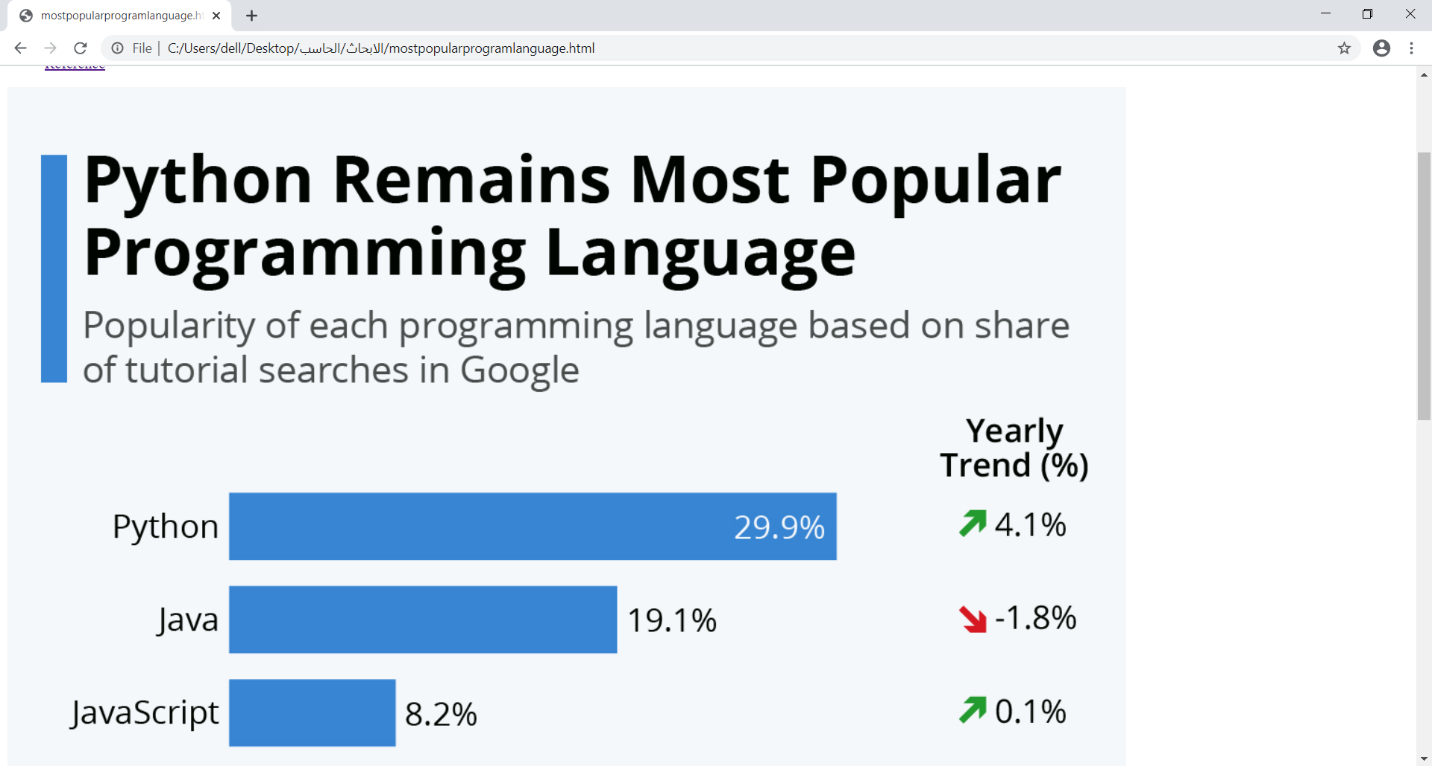 mostpopularprogramlanguage.h
File | C:/Users/dell/Desktop/الحاسب/الابحاث/mostpopularprogramlanguage.html
Reference
Python Remains Most Popular
Programming Language
Popularity of each programming language based on share
of tutorial searches in Google
Yearly
Trend (%)
Python 29.9% 4.1%
Java 19.1% -1.8%
JavaScript 8.2% 0.1%